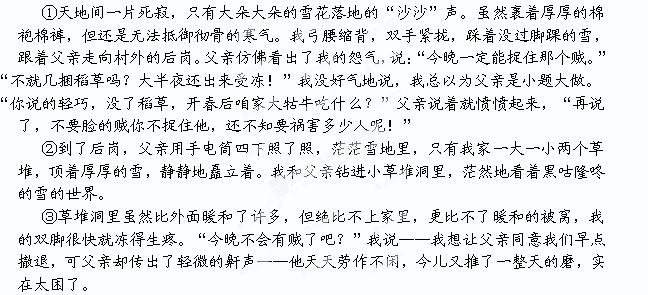 ①天地间一片死寂，只有大朵大朵的雪花落地的“沙沙”声。虽然裹着厚厚的棉
袍棉裤，但还是无法抵御彻骨的寒气。我弓腰缩背，双手紧拢，踩着没过脚踝的雪，
跟着父亲走向村外的后岗。父亲仿佛看出了我的怨气，说：“今晚一定能捉住那个贼。”
“不就几捆稻草吗？大半夜还出来受冻！”我没好气地说，我总以为父亲是小题大做。
“你说的轻巧，没了稻草，开春后咱家大牯牛吃什么？”父亲说着就愤愤起来，“再说
了，不要脸的贼你不捉住他，还不知要祸害多少人呢！”
②到了后岗，父亲用手电筒四下照了照，茫茫雪地里，只有我家一大一小两个草
堆，顶着厚厚的雪，静静地矗立着。我和父亲钻进小草堆洞里，茫然地看着黑咕隆咚
的雪的世界。
③草堆洞里虽然比外面暖和了许多，但绝比不上家里，更比不了暖和的被窝，我
的双脚很快就冻得生疼。“今晚不会有贼了吧？”我说——我想让父亲同意我们早点
撤退，可父亲却传出了轻微的鼾声——他天天劳作不闲，今儿又推了一整天的磨，实
在太困了。